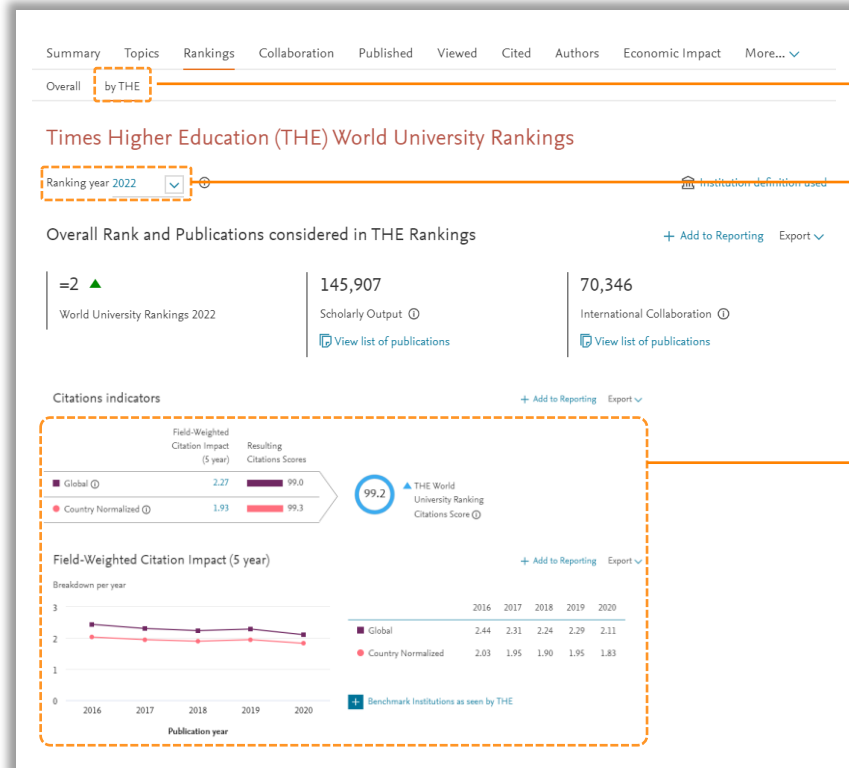 Summary Topics Rankings Collaboration Published Viewed Cited Authors Economic Impact More...
Overall by THE
Times Higher Education (THE) World University Rankings
Ranking year 2022
Institution definition used
Overall Rank and Publications considered in THE Rankings
+ Add to Reporting Export
=2 145,907 70,346
World University Rankings 2022 Scholarly Output International Collaboration
View list of publications View list of publications
Citations indicators + Add to Reporting Export
Field-Weighted
Citation Impact Resulting
(5 year) Citations Scores
Global 2.27 99.0
Country Normalized 1.93 99.3
99.2
THE World
University Ranking
Citations Score
Field-Weighted Citation Impact (5 year) + Add to Reporting Export
Breakdown per year
3
2
1
0
2016 2017 2018 2019 2020
Publication year
2016 2017 2018 2019 2020
Global 2.44 2.31 2.24 2.29 2.11
Country Normalized 2.03 1.95 1.90 1.95 1.83
+ Benchmark Institutions as seen by THE